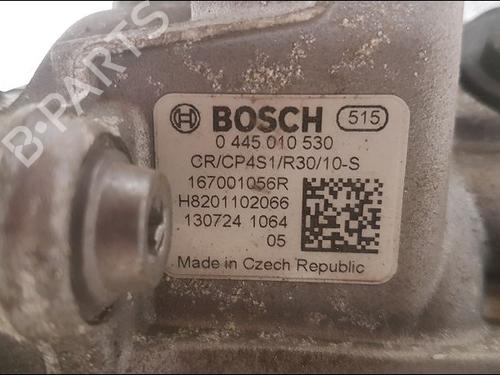 B-PARTS
BOSCH 515
0 445 010 530
CR/CP4S1/R30/10-S
167001056R
H8201102066
130724 1064
05
Made in Czech Republic